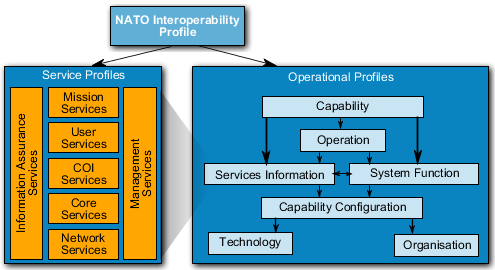 NATO Interoperability
Profile
Service Profiles
Information Assurance
Services
Mission
Services
User
Services
COI
Services
Core
Services
Network
Services
Management
Services
Operational Profiles
Capability
Operation
Services Information
System Function
Capability Configuration
Technology
Organisation